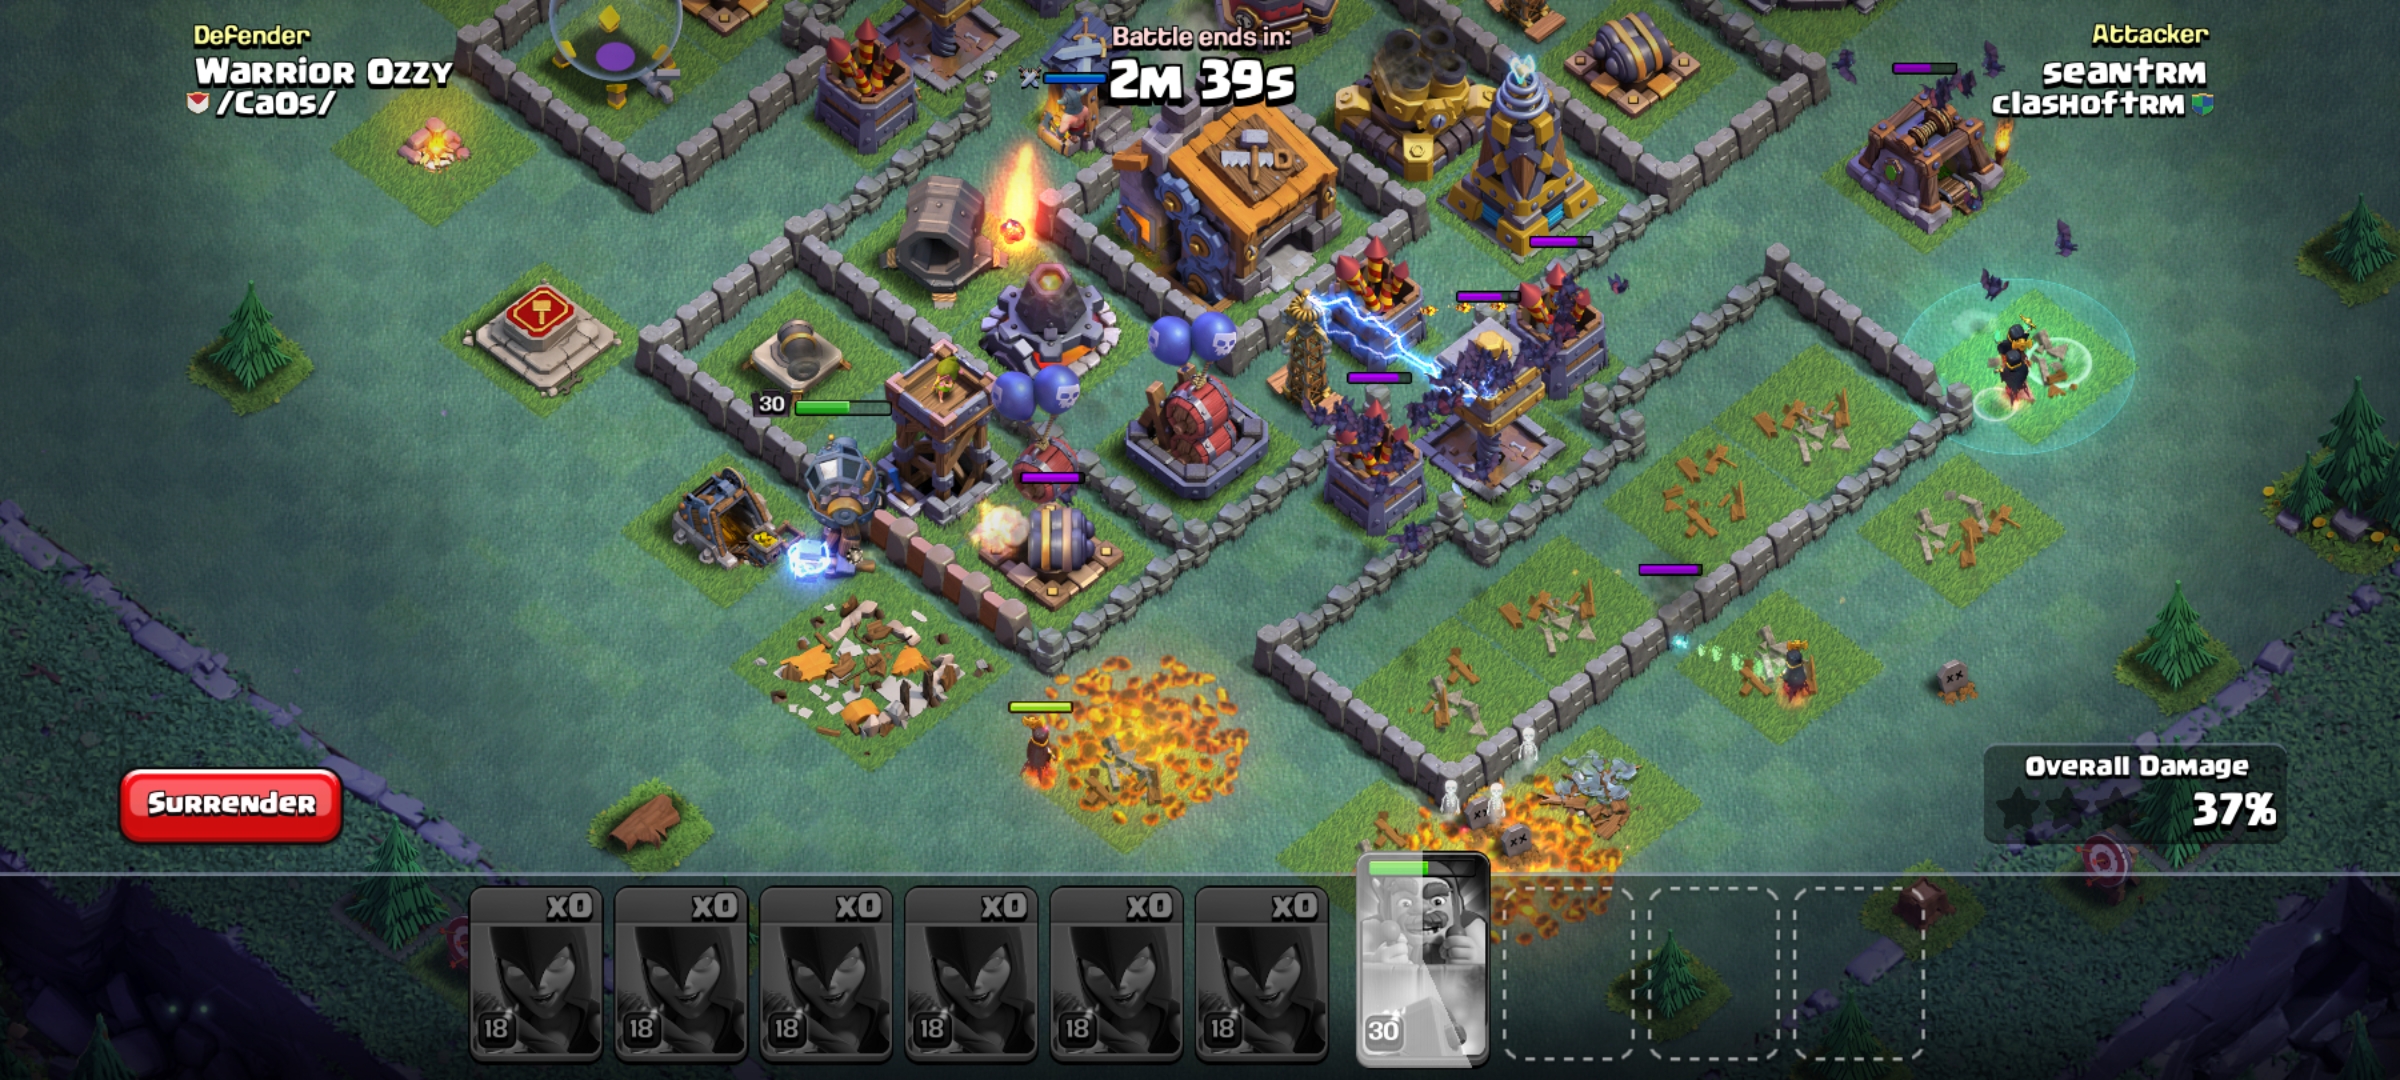 Defender
Warrior Ozzy
/CaOs/
Battle ends in:
2M 39s
Attacker
seantrm
clashoftrm
30
Surrender
Overall Damage
37%
x0
x0
x0
x0
x0
x0
18
18
18
18
18
18
30